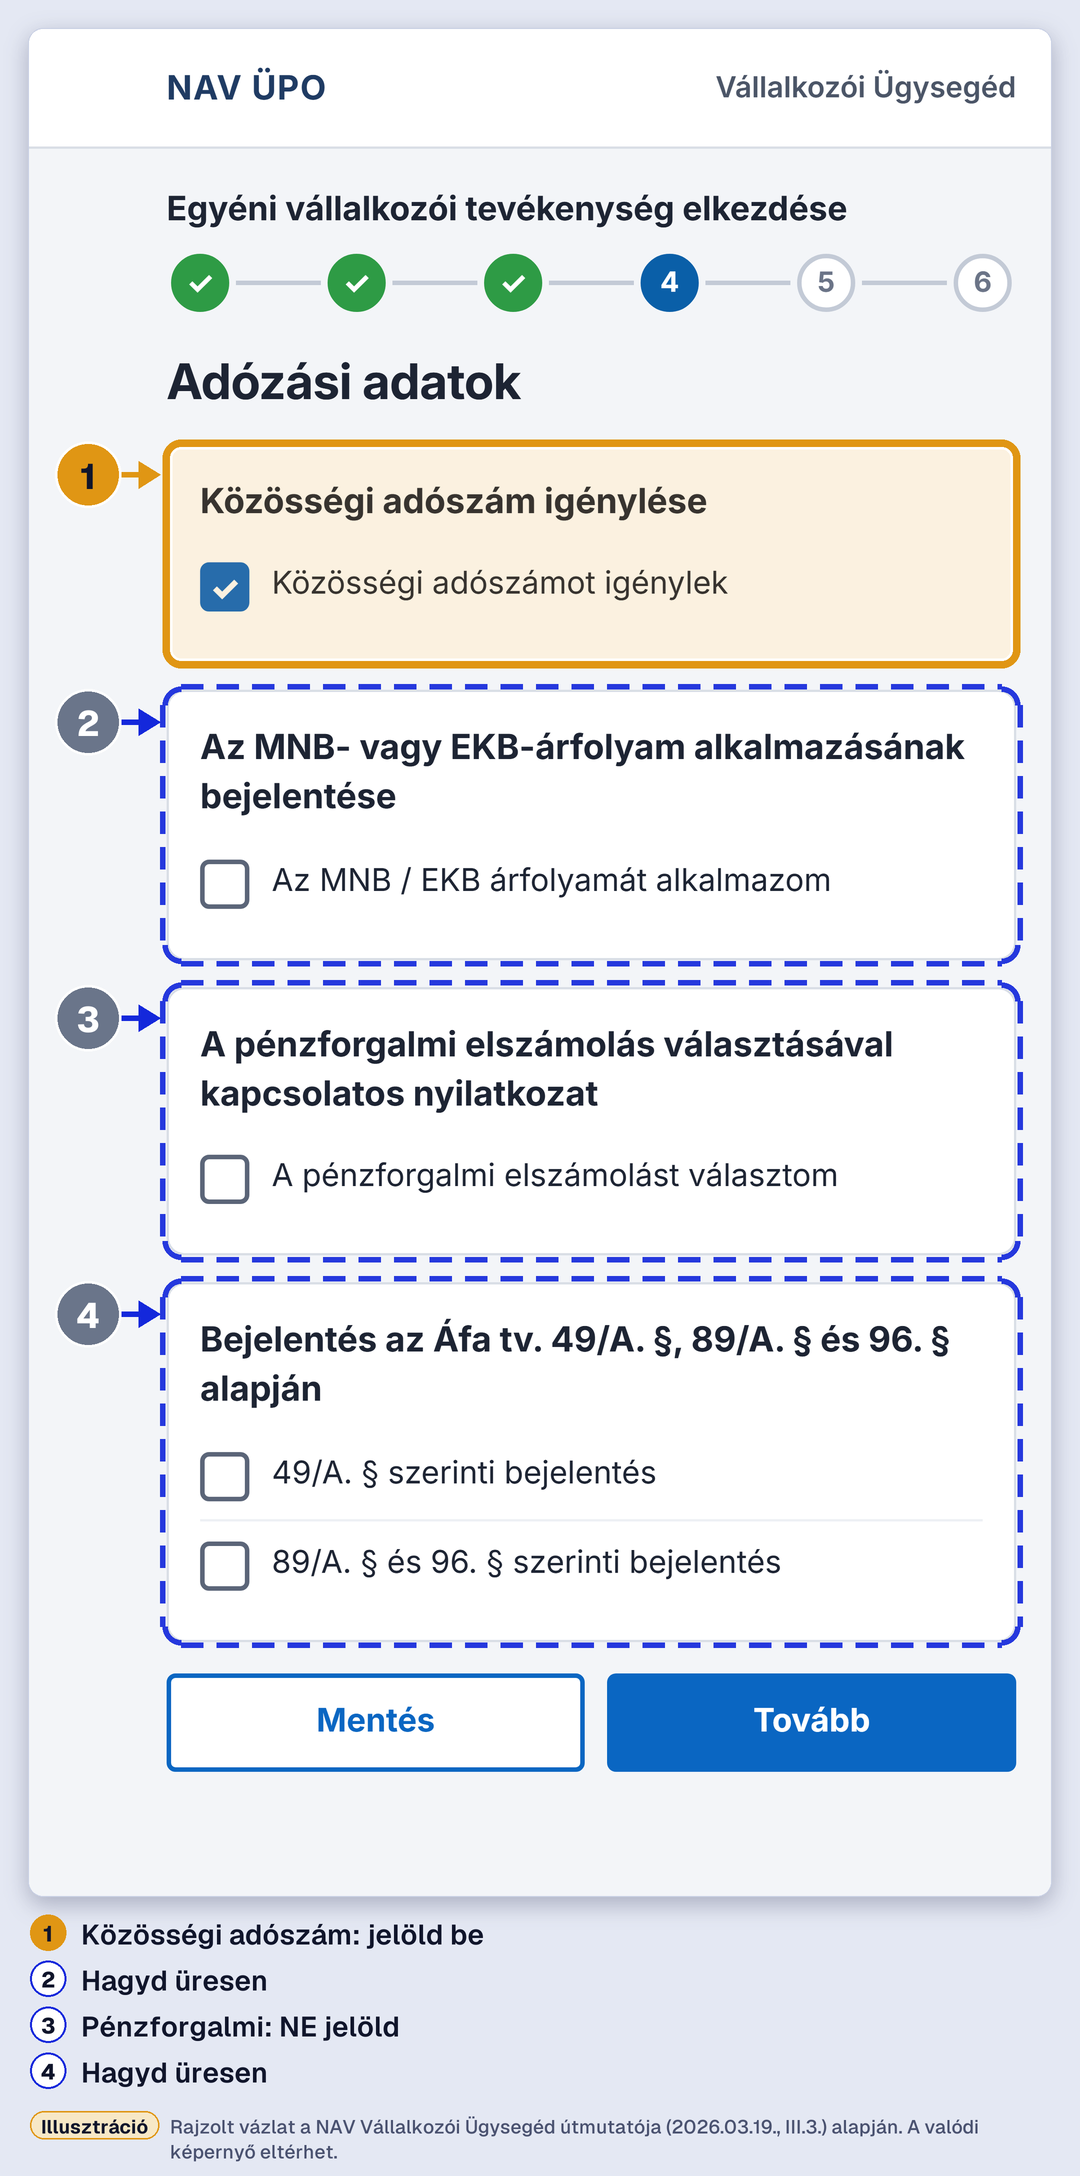 NAV ÜPO
Vállalkozói Ügysegéd
Egyéni vállalkozói tevékenység elkezdése
4
5
6
Adózási adatok
1
Közösségi adószám igénylése
Közösségi adószámot igénylek
2
Az MNB- vagy EKB-árfolyam alkalmazásának
bejelentése
Az MNB / EKB árfolyamát alkalmazom
3
A pénzforgalmi elszámolás választásával
kapcsolatos nyilatkozat
A pénzforgalmi elszámolást választom
4
Bejelentés az Áfa tv. 49/A. §, 89/A. § és 96. §
alapján
49/A. § szerinti bejelentés
89/A. § és 96. § szerinti bejelentés
Mentés
Tovább
1 Közösségi adószám: jelöld be
2 Hagyd üresen
3 Pénzforgalmi: NE jelöld
4 Hagyd üresen
Illusztráció Rajzolt vázlat a NAV Vállalkozói Ügysegéd útmutatója (2026.03.19., III.3.) alapján. A valódi
képernyő eltérhet.